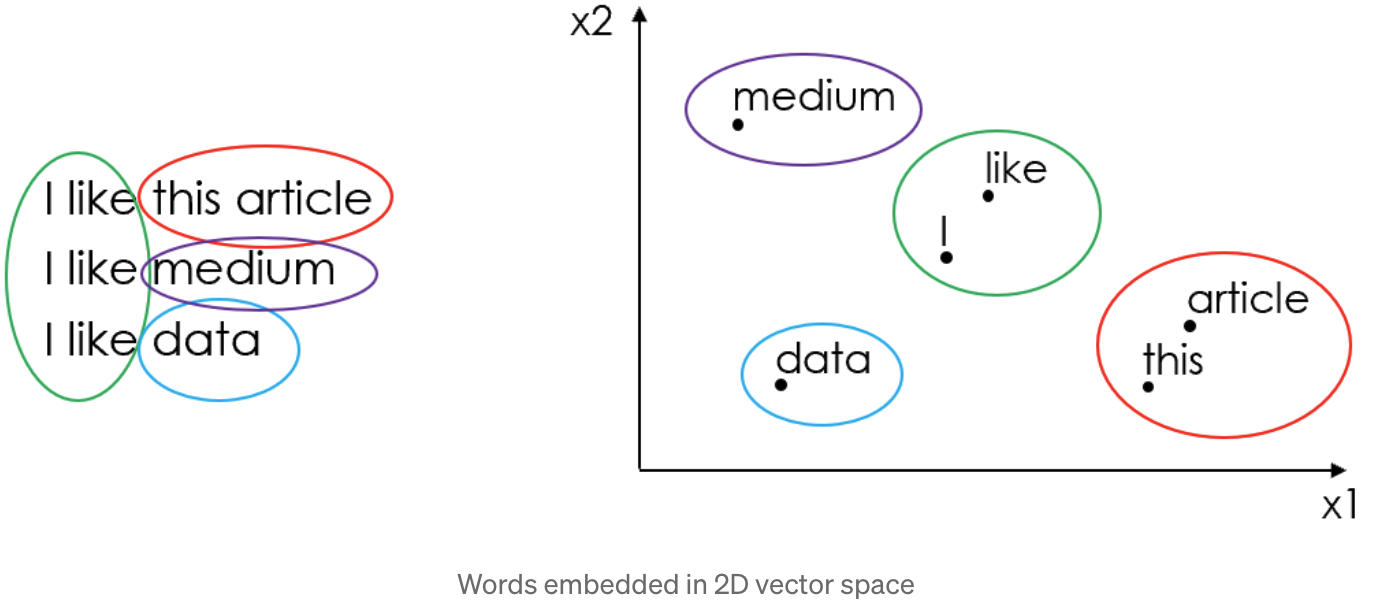 I like this article
I like medium
I like data
x2
medium
like
I
article
this
data
x1
Words embedded in 2D vector space